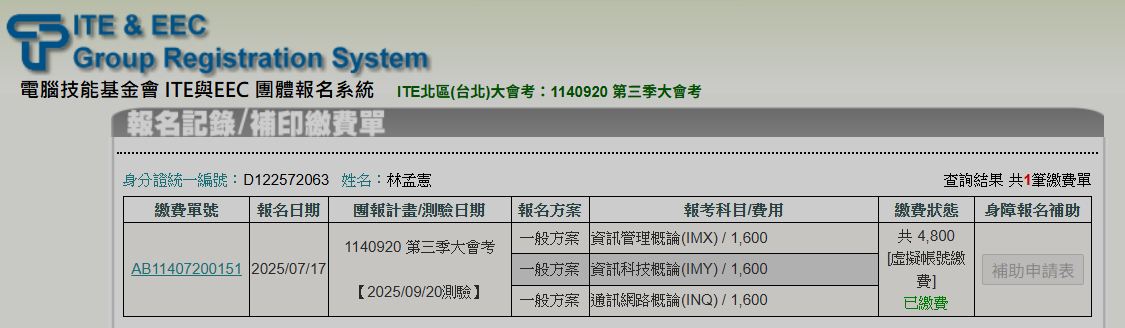 ITE & EEC
Group Registration System
電腦技能基金會 ITE與EEC 團體報名系統 ITE北區(台北)大會考：1140920 第三季大會考
報名記錄/補印繳費單
身分證統一編號：D122572063 姓名：林孟憲 查詢結果 共1筆繳費單
繳費單號 報名日期 團報計畫/測驗日期 報名方案 報考科目/費用 繳費狀態 身障報名補助
AB11407200151 2025/07/17 1140920 第三季大會考
【2025/09/20測驗】
一般方案 資訊管理概論(IMX) / 1,600
一般方案 資訊科技概論(IMY) / 1,600
一般方案 通訊網路概論(INQ) / 1,600
共 4,800
[虛擬帳號繳
費]
已繳費
補助申請表